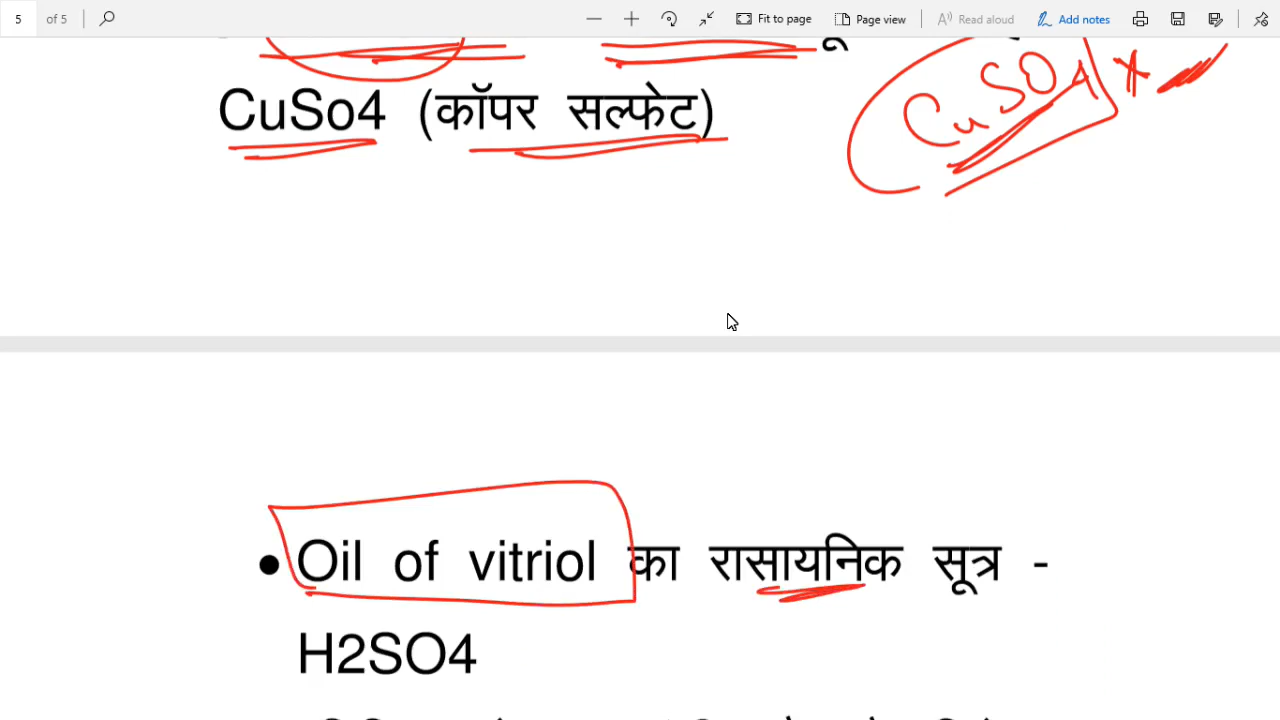 5 of 5 Fit to page Page view Read aloud Add notes
CuSo4 (कॉपर सल्फेट)
CuSO4
• Oil of vitriol का रासायनिक सूत्र -
H2SO4